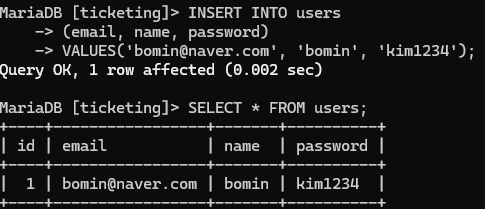 MariaDB [ticketing]> INSERT INTO users
    -> (email, name, password)
    -> VALUES('bomin@naver.com', 'bomin', 'kim1234');
Query OK, 1 row affected (0.002 sec)
MariaDB [ticketing]> SELECT * FROM users;
+----+-----------------+-------+----------+
| id | email           | name  | password |
+----+-----------------+-------+----------+
|  1 | bomin@naver.com | bomin | kim1234  |